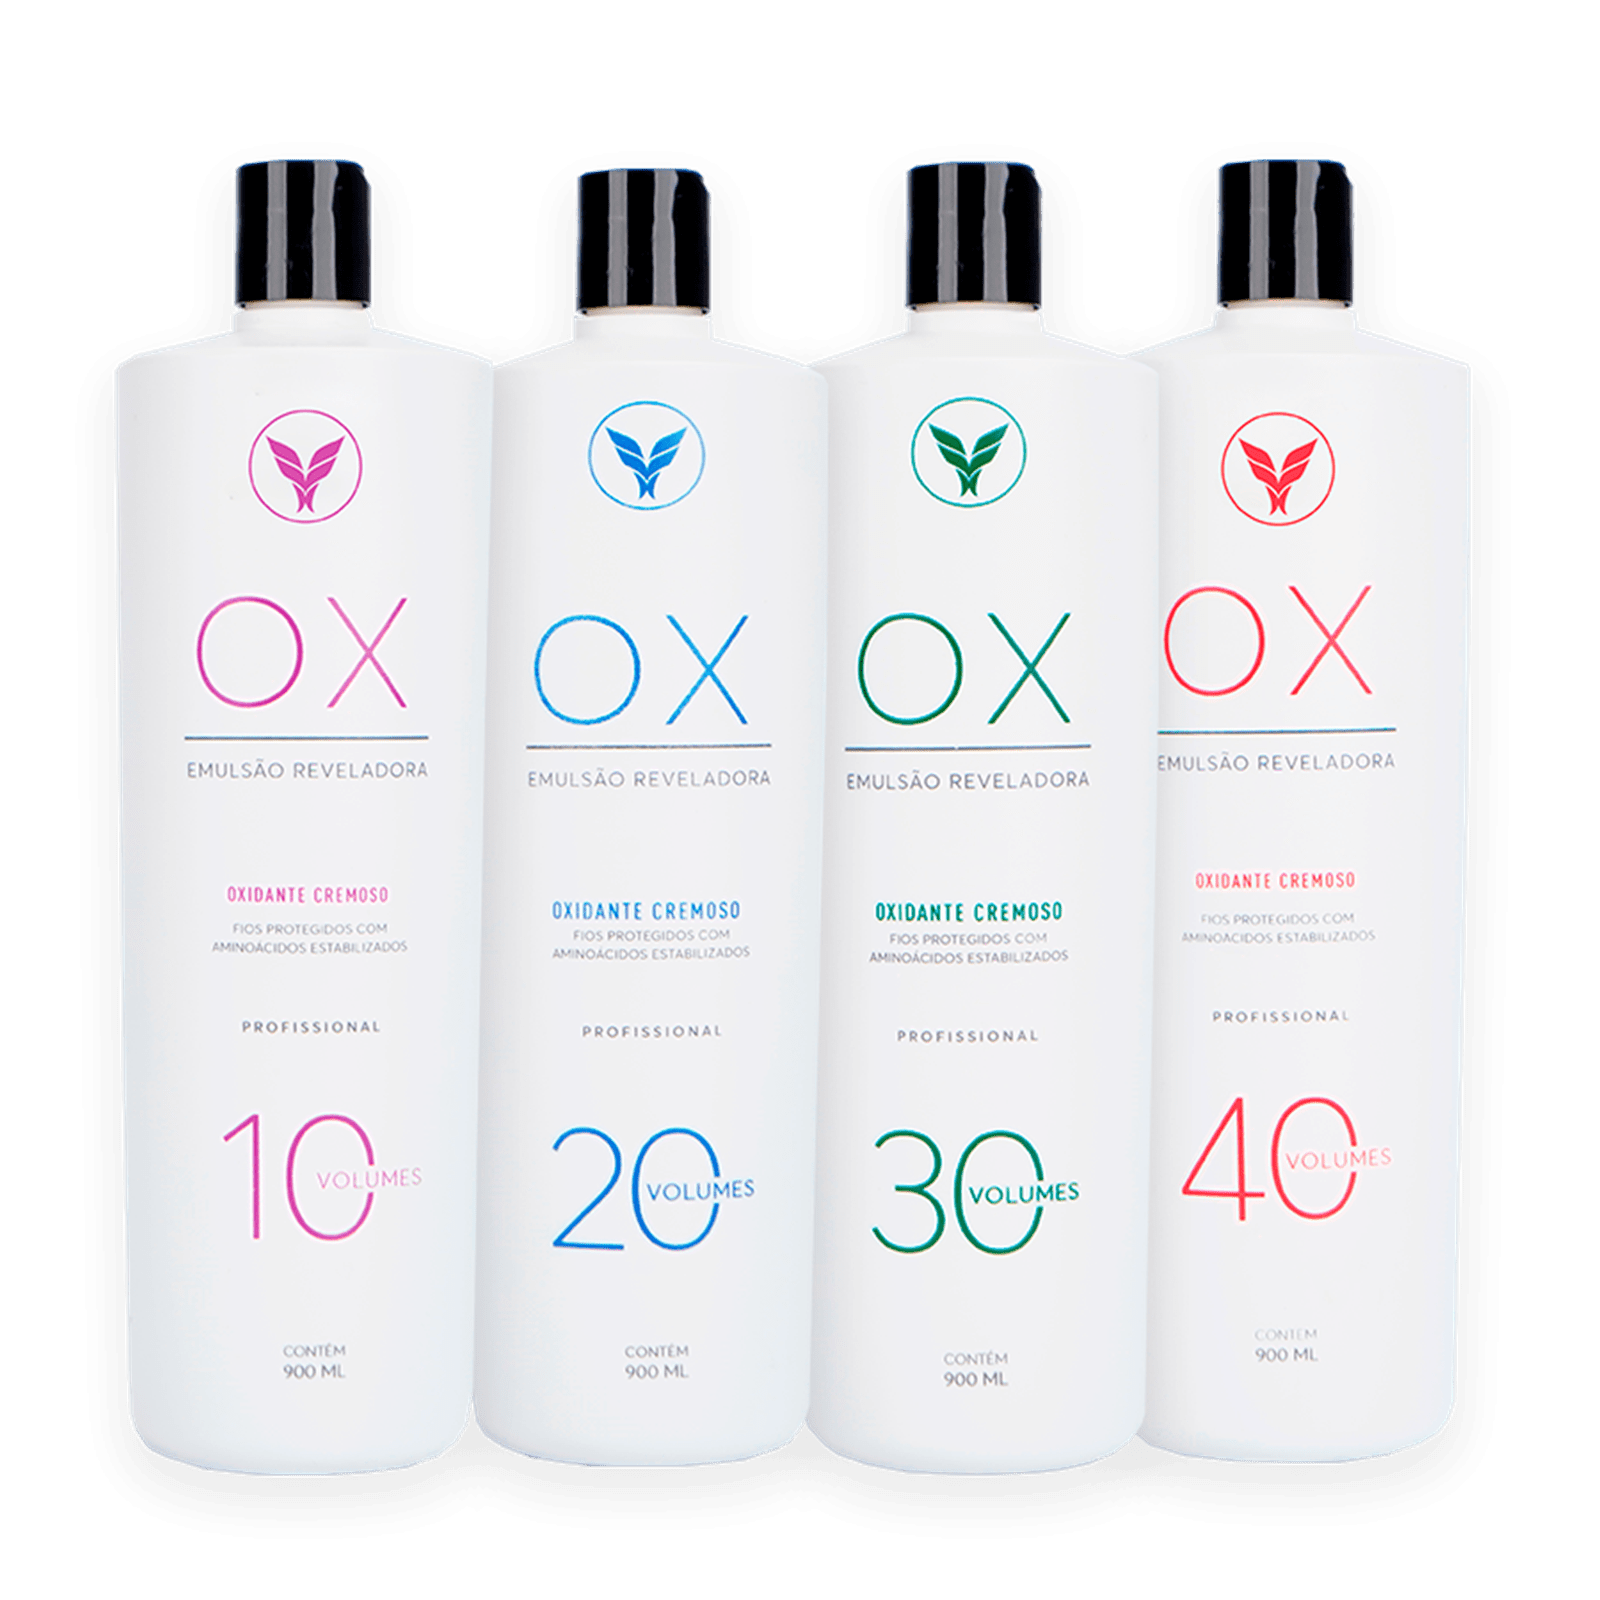 OX
EMULSÃO REVELADORA
OXIDANTE CREMOSO
FIOS PROTEGIDOS COM
AMINOÁCIDOS ESTABILIZADOS
PROFISSIONAL
10 VOLUMES
CONTÉM
900 ML
OX
EMULSÃO REVELADORA
OXIDANTE CREMOSO
FIOS PROTEGIDOS COM
AMINOÁCIDOS ESTABILIZADOS
PROFISSIONAL
20 VOLUMES
CONTÉM
900 ML
OX
EMULSÃO REVELADORA
OXIDANTE CREMOSO
FIOS PROTEGIDOS COM
AMINOÁCIDOS ESTABILIZADOS
PROFISSIONAL
30 VOLUMES
CONTÉM
900 ML
OX
EMULSÃO REVELADORA
OXIDANTE CREMOSO
FIOS PROTEGIDOS COM
AMINOÁCIDOS ESTABILIZADOS
PROFISSIONAL
40 VOLUMES
CONTÉM
900 ML